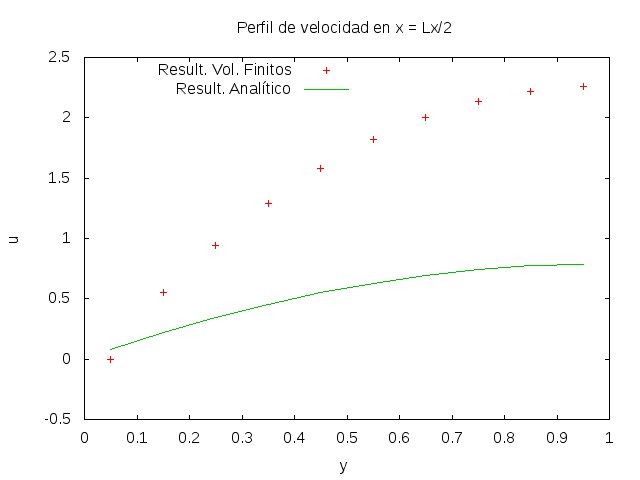 Perfil de velocidad en x = Lx/2
Result. Vol. Finitos
Result. Analítico
2.5
2
1.5
1
0.5
0
-0.5
u
0 0.1 0.2 0.3 0.4 0.5 0.6 0.7 0.8 0.9 1
y